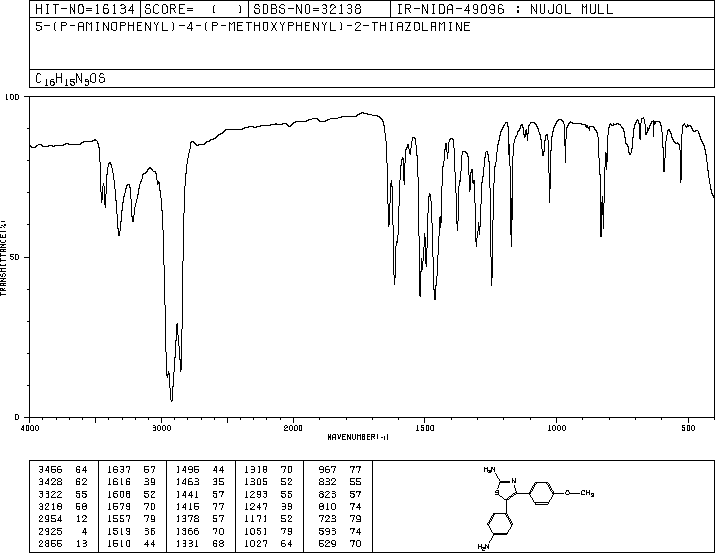 HIT-NO=16134 SCORE= ( ) SDBS-NO=32138 IR-NIDA-49096 : NUJOL MULL
5-(P-AMINOPHENYL)-4-(P-METHOXYPHENYL)-2-THIAZOLAMINE
C16H15N3OS
100
50
0
TRANSMITTANCE(%)
4000 3000 2000 1500 1000 500
WAVENUMBER(-1)
3456 64 1637 57 1496 44 1318 70 967 77
3428 62 1616 39 1463 35 1305 52 832 55
3322 55 1608 52 1441 57 1293 55 823 57
3218 58 1579 70 1415 77 1247 39 810 74
2954 12 1557 79 1378 57 1171 52 723 79
2925 4 1519 36 1366 70 1051 79 593 74
2855 13 1510 44 1331 68 1027 64 529 70
H2N
N
S
O
CH3
H2N